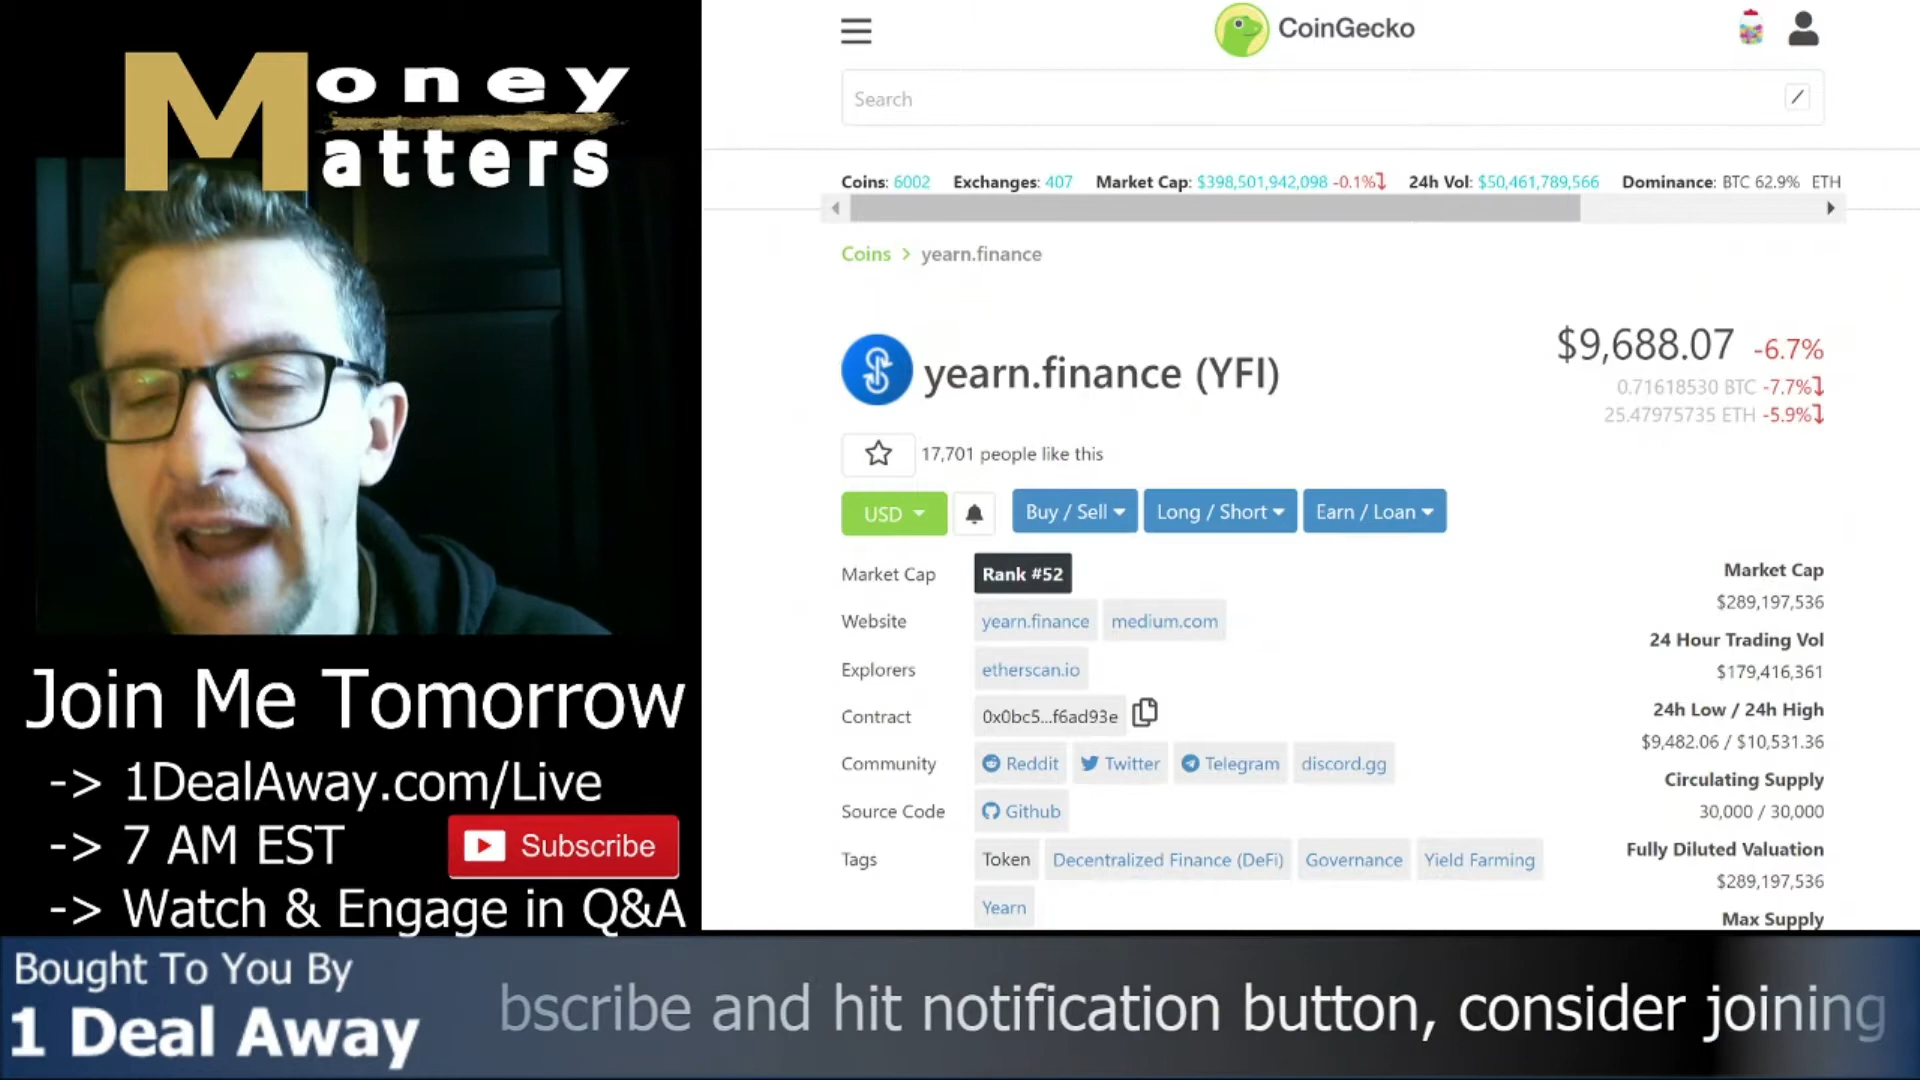 Money
Matters
Join Me Tomorrow
-> 1DealAway.com/Live
-> 7 AM EST
Subscribe
-> Watch & Engage in Q&A
Bought To You By
1 Deal Away
bscribe and hit notification button, consider joining
CoinGecko
Search /
Coins: 6002 Exchanges: 407 Market Cap: $398,501,942,098 -0.1% 24h Vol: $50,461,789,566 Dominance: BTC 62.9% ETH
Coins > yearn.finance
yearn.finance (YFI)
$9,688.07 -6.7%
0.71618530 BTC -7.7%
25.47975735 ETH -5.9%
17,701 people like this
USD Buy / Sell Long / Short Earn / Loan
Market Cap Rank #52
Website yearn.finance medium.com
Explorers etherscan.io
Contract 0x0bc5...f6ad93e
Community Reddit Twitter Telegram discord.gg
Source Code Github
Tags Token Decentralized Finance (DeFi) Governance Yield Farming
Yearn
Market Cap
$289,197,536
24 Hour Trading Vol
$179,416,361
24h Low / 24h High
$9,482.06 / $10,531.36
Circulating Supply
30,000 / 30,000
Fully Diluted Valuation
$289,197,536
Max Supply